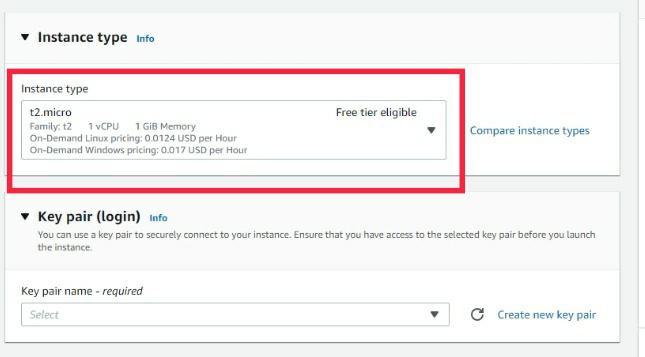 Instance type Info
Instance type
t2.micro Free tier eligible
Family: t2 1 vCPU 1 GiB Memory
On-Demand Linux pricing: 0.0124 USD per Hour
On-Demand Windows pricing: 0.017 USD per Hour
Compare instance types
Key pair (login) Info
You can use a key pair to securely connect to your instance. Ensure that you have access to the selected key pair before you launch
the instance.
Key pair name - required
Select
Create new key pair